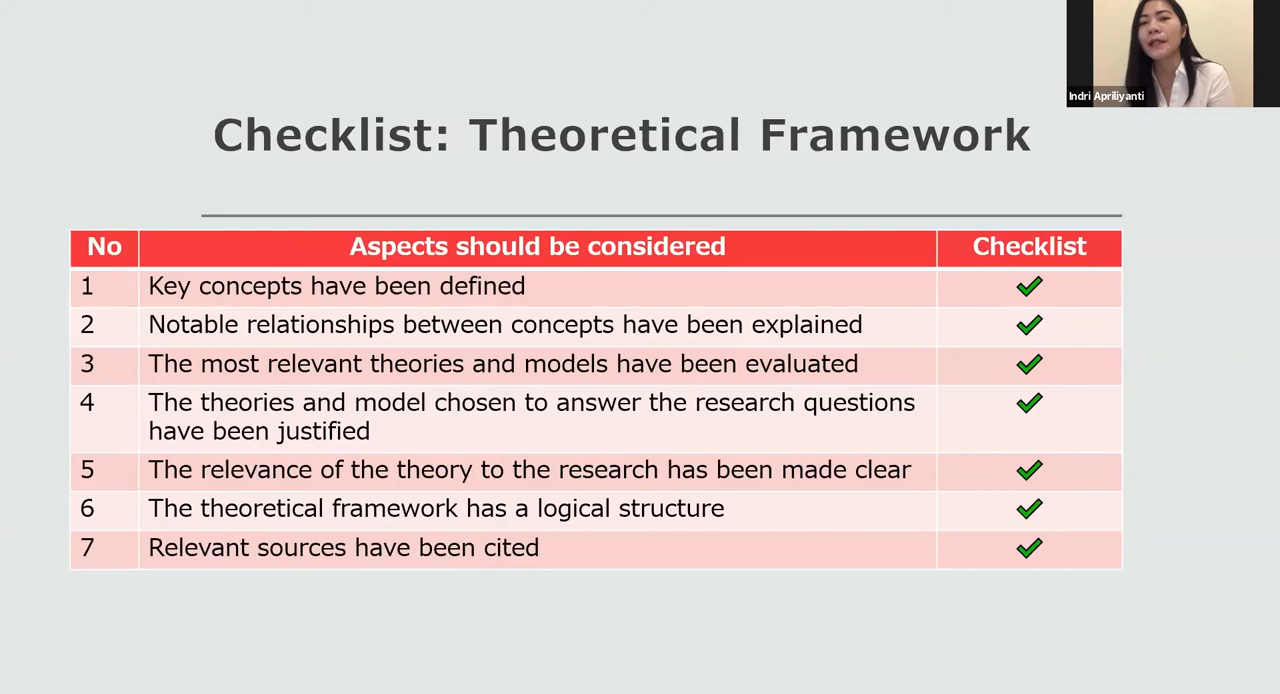 Indri Apriliyanti
Checklist: Theoretical Framework
No Aspects should be considered Checklist
1 Key concepts have been defined
2 Notable relationships between concepts have been explained
3 The most relevant theories and models have been evaluated
4 The theories and model chosen to answer the research questions
have been justified
5 The relevance of the theory to the research has been made clear
6 The theoretical framework has a logical structure
7 Relevant sources have been cited